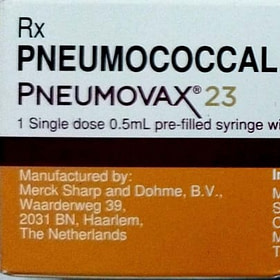 Rx
PNEUMOCOCCAL
PNEUMOVAX® 23
1 Single dose 0.5mL pre-filled syringe wi
Manufactured by:
Merck Sharp and Dohme, B.V.,
Waarderweg 39,
2031 BN, Haarlem,
The Netherlands